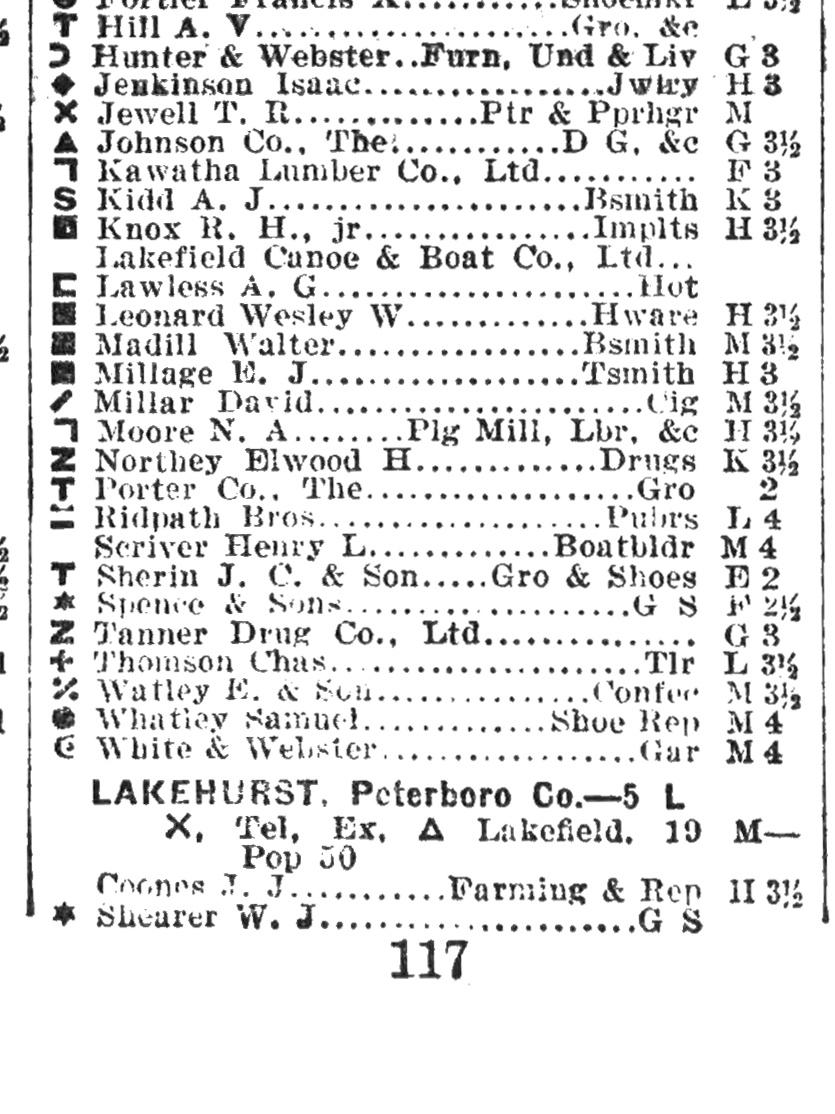 T Hill A. V......................Gro, &c
Hunter & Webster..Furn, Und & Liv G 3
◆ Jenkinson Isaac.................Jwlry H 3
X Jewell T. R.............Ptr & Pprhgr M
▲ Johnson Co., The............D G, &c G 3½
Kawatha Lumber Co., Ltd........... F 3
S Kidd A. J......................Bsmith K 3
Knox R. H., jr................Implts H 3½
Lakefield Canoe & Boat Co., Ltd...
Lawless A. G......................Hot
Leonard Wesley W.............Hware H 3½
Madill Walter.................Bsmith M 3½
Millage E. J...................Tsmith H 3
Millar David.......................Cig M 3½
Moore N. A........Plg Mill, Lbr, &c H 3½
Z Northey Elwood H.............Drugs K 3½
T Porter Co., The...................Gro 2
Ridpath Bros....................Pubrs L 4
Scriver Henry L.............Boatbldr M 4
T Sherin J. C. & Son.....Gro & Shoes E 2
★ Spence & Sons....................G S F 2½
Z Tanner Drug Co., Ltd............... G 3
+ Thomson Chas.....................Tlr L 3½
٪ Watley E. & Son...............Confec M 3½
● Whatley Samuel.............Shoe Rep M 4
White & Webster..................Gar M 4
LAKEHURST, Peterboro Co.—5 L
X, Tel, Ex, △ Lakefield, 19 M—
Pop 50
Coones J. J...........Farming & Rep H 3½
★ Shearer W. J......................G S
117